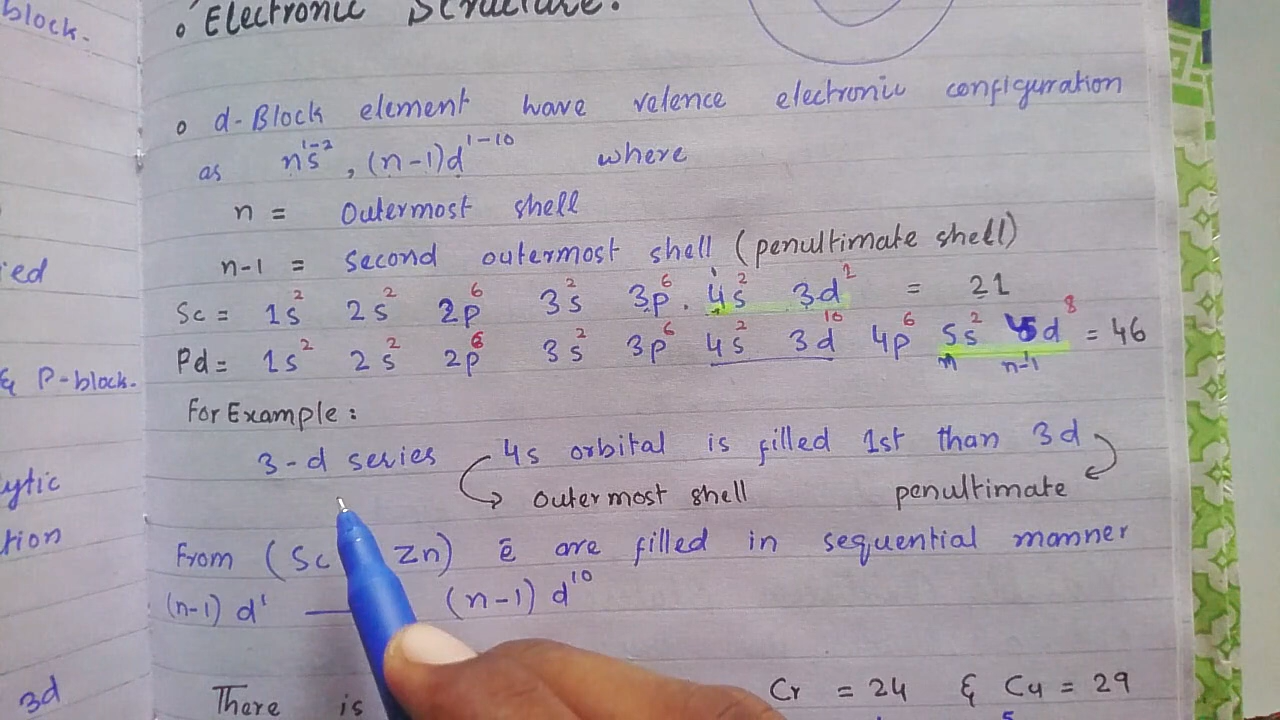 block.
• Electronic Structure.
• d-Block element have valence electronic configuration
as ns¹⁻², (n-1)d¹⁻¹⁰ where
n = Outermost shell
n-1 = Second outermost shell (penultimate shell)
Sc = 1s² 2s² 2p⁶ 3s² 3p⁶. 4s² 3d¹ = 21
Pd = 1s² 2s² 2p⁶ 3s² 3p⁶ 4s² 3d¹⁰ 4p⁶ 5s² d⁸ = 46
n n-1
For Example:
3-d series 4s orbital is filled 1st than 3d
outermost shell penultimate
From (Sc Zn) ē are filled in sequential manner
(n-1) d¹ — (n-1) d¹⁰
There is Cr = 24 & Cu = 29
5
ied
& P-block.
ytic
tion
3d